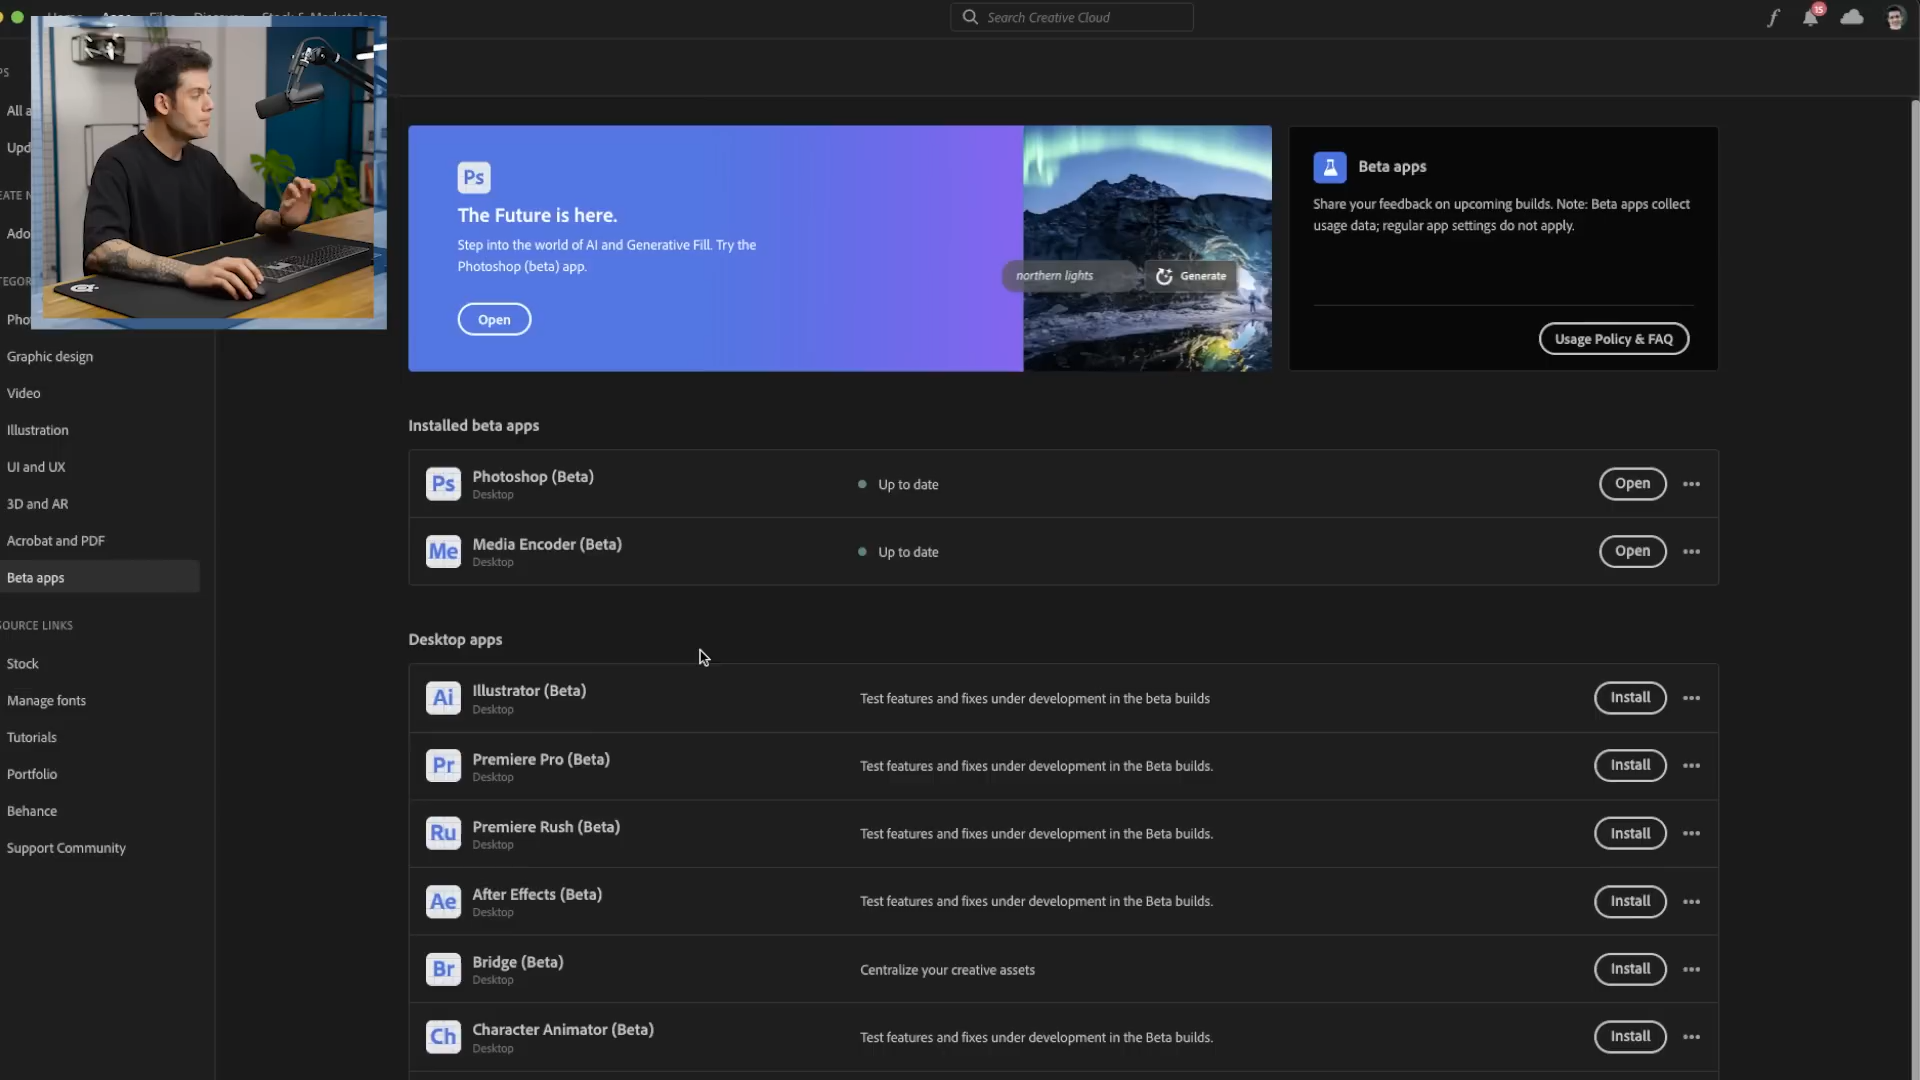 Search Creative Cloud
15
PS
All a
Upd
Ado
Pho
Graphic design
Video
Illustration
UI and UX
3D and AR
Acrobat and PDF
Beta apps
Stock
Manage fonts
Tutorials
Portfolio
Behance
Support Community
Ps
The Future is here.
Step into the world of AI and Generative Fill. Try the
Photoshop (beta) app.
Open
northern lights
Generate
Beta apps
Share your feedback on upcoming builds. Note: Beta apps collect
usage data; regular app settings do not apply.
Usage Policy & FAQ
Installed beta apps
Ps Photoshop (Beta) Up to date Open
Desktop
Me Media Encoder (Beta) Up to date Open
Desktop
Desktop apps
Ai Illustrator (Beta) Test features and fixes under development in the beta builds Install
Desktop
Pr Premiere Pro (Beta) Test features and fixes under development in the Beta builds. Install
Desktop
Ru Premiere Rush (Beta) Test features and fixes under development in the Beta builds. Install
Desktop
Ae After Effects (Beta) Test features and fixes under development in the Beta builds. Install
Desktop
Br Bridge (Beta) Centralize your creative assets Install
Desktop
Ch Character Animator (Beta) Test features and fixes under development in the Beta builds. Install
Desktop